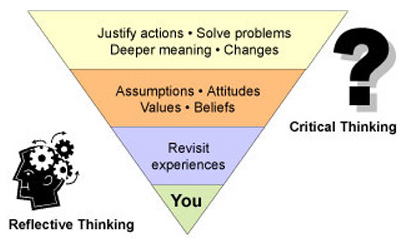 Justify actions • Solve problems
Deeper meaning • Changes
Assumptions • Attitudes
Values • Beliefs
Critical Thinking
Revisit
experiences
You
Reflective Thinking